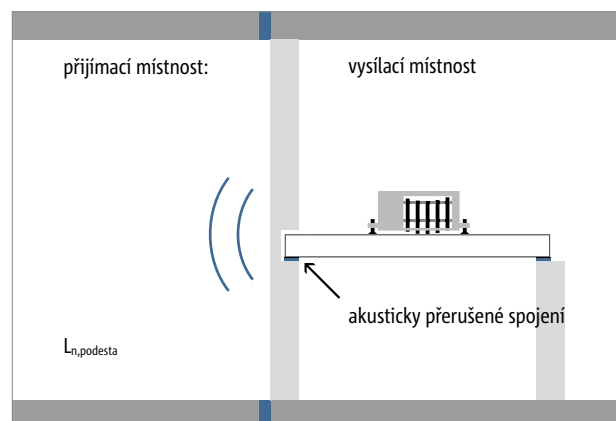 přijímací místnost:
vysílací místnost
akusticky přerušené spojení
Ln,podesta